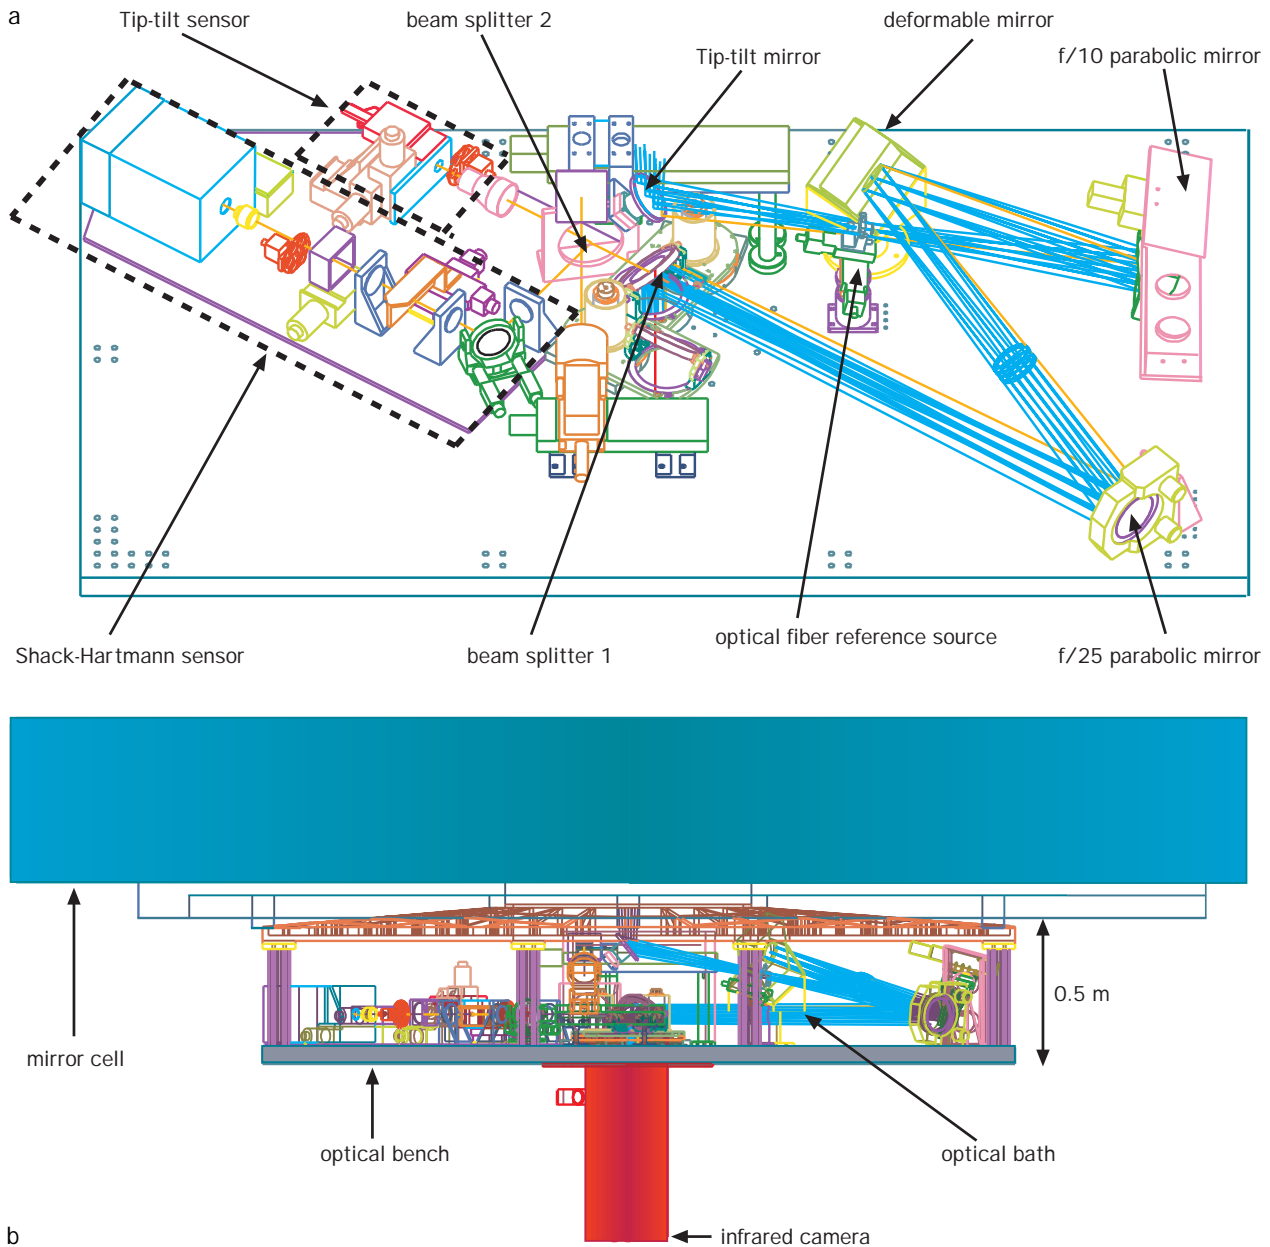 a
Tip-tilt sensor
beam splitter 2
deformable mirror
Tip-tilt mirror
f/10 parabolic mirror
optical fiber reference source
Shack-Hartmann sensor
beam splitter 1
f/25 parabolic mirror
0.5 m
mirror cell
optical bench
optical bath
b
infrared camera